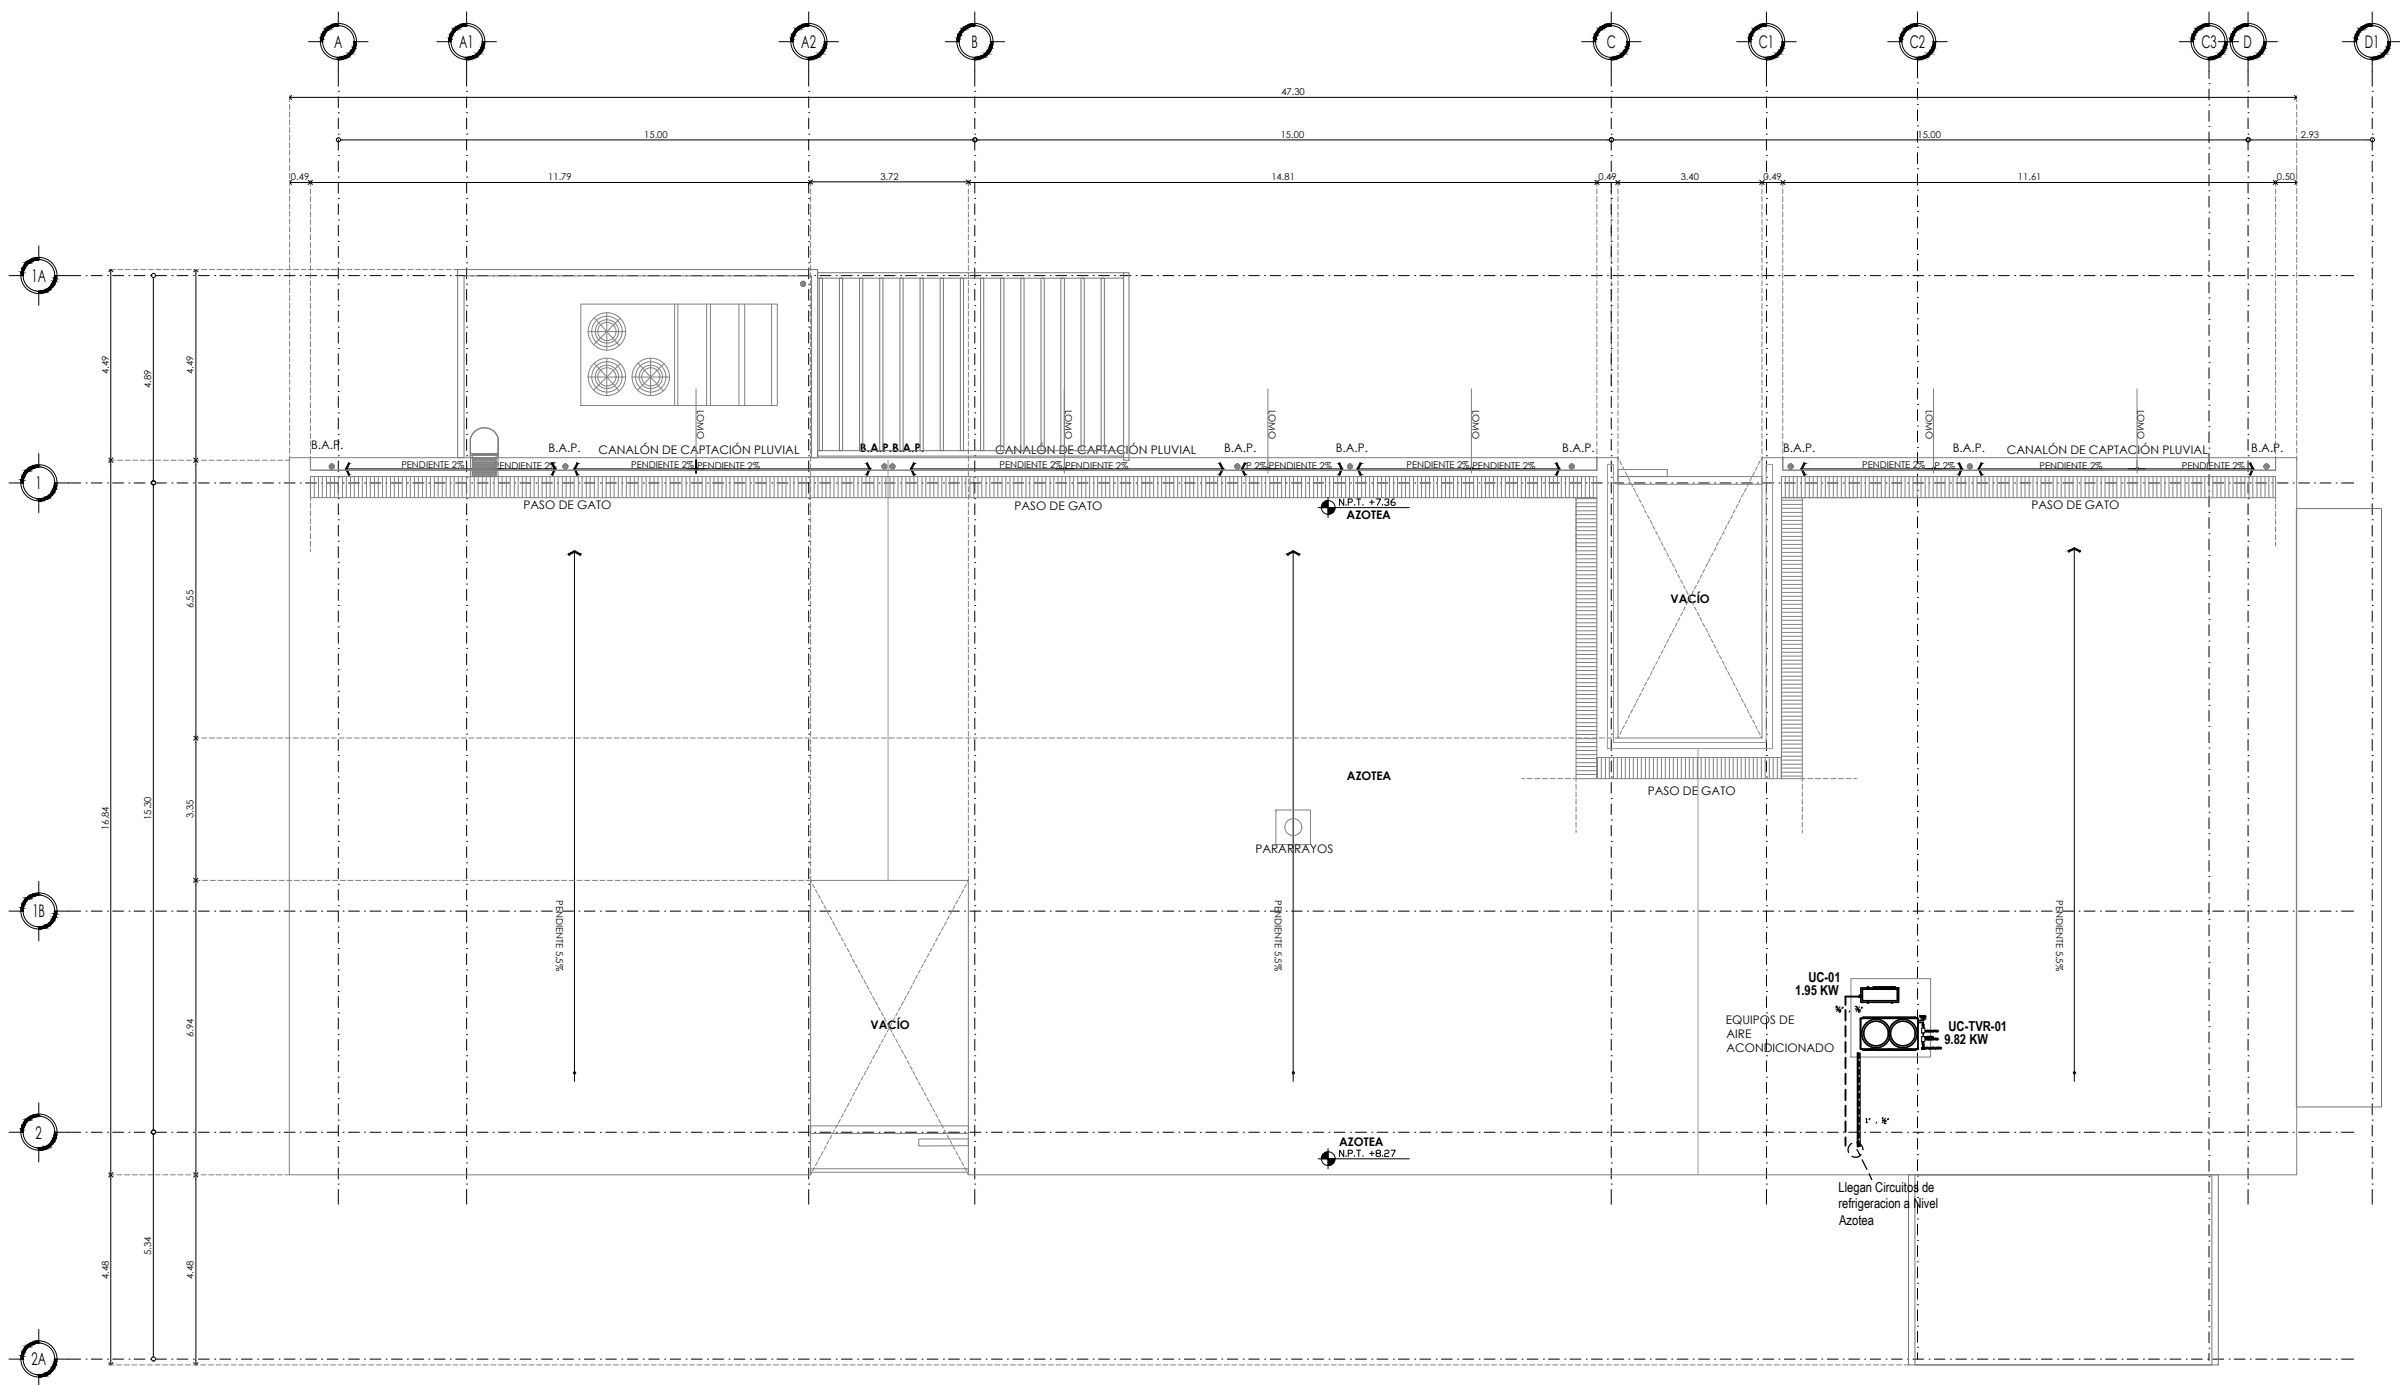 A A1 A2 B C C1 C2 C3 D D1
47.30
15.00 15.00 15.00 2.93
0.49 11.79 3.72 14.81 0.49 3.40 0.49 11.61 0.50
1A
4.49 4.89 4.49
LOMO LOMO LOMO LOMO LOMO LOMO
B.A.P. B.A.P. CANALÓN DE CAPTACIÓN PLUVIAL B.A.P. B.A.P. CANALÓN DE CAPTACIÓN PLUVIAL B.A.P. B.A.P. B.A.P. B.A.P. B.A.P. CANALÓN DE CAPTACIÓN PLUVIAL B.A.P.
PENDIENTE 2% PENDIENTE 2% PENDIENTE 2% PENDIENTE 2% PENDIENTE 2% PENDIENTE 2% P 2% PENDIENTE 2% PENDIENTE 2% PENDIENTE 2% PENDIENTE 2% P 2% PENDIENTE 2% PENDIENTE 2%
1
PASO DE GATO PASO DE GATO N.P.T. +7.36 PASO DE GATO
AZOTEA
6.55
VACÍO
AZOTEA
PASO DE GATO
16.84 15.30 3.35
PARARRAYOS
1B
PENDIENTE 5.5% PENDIENTE 5.5% PENDIENTE 5.5%
UC-01
1.95 KW
6.94
VACÍO
EQUIPOS DE
AIRE
ACONDICIONADO
UC-TVR-01
9.82 KW
2
AZOTEA
N.P.T. +8.27
Llegan Circuitos de
refrigeracion a Nivel
Azotea
4.48 5.34 4.48
2A